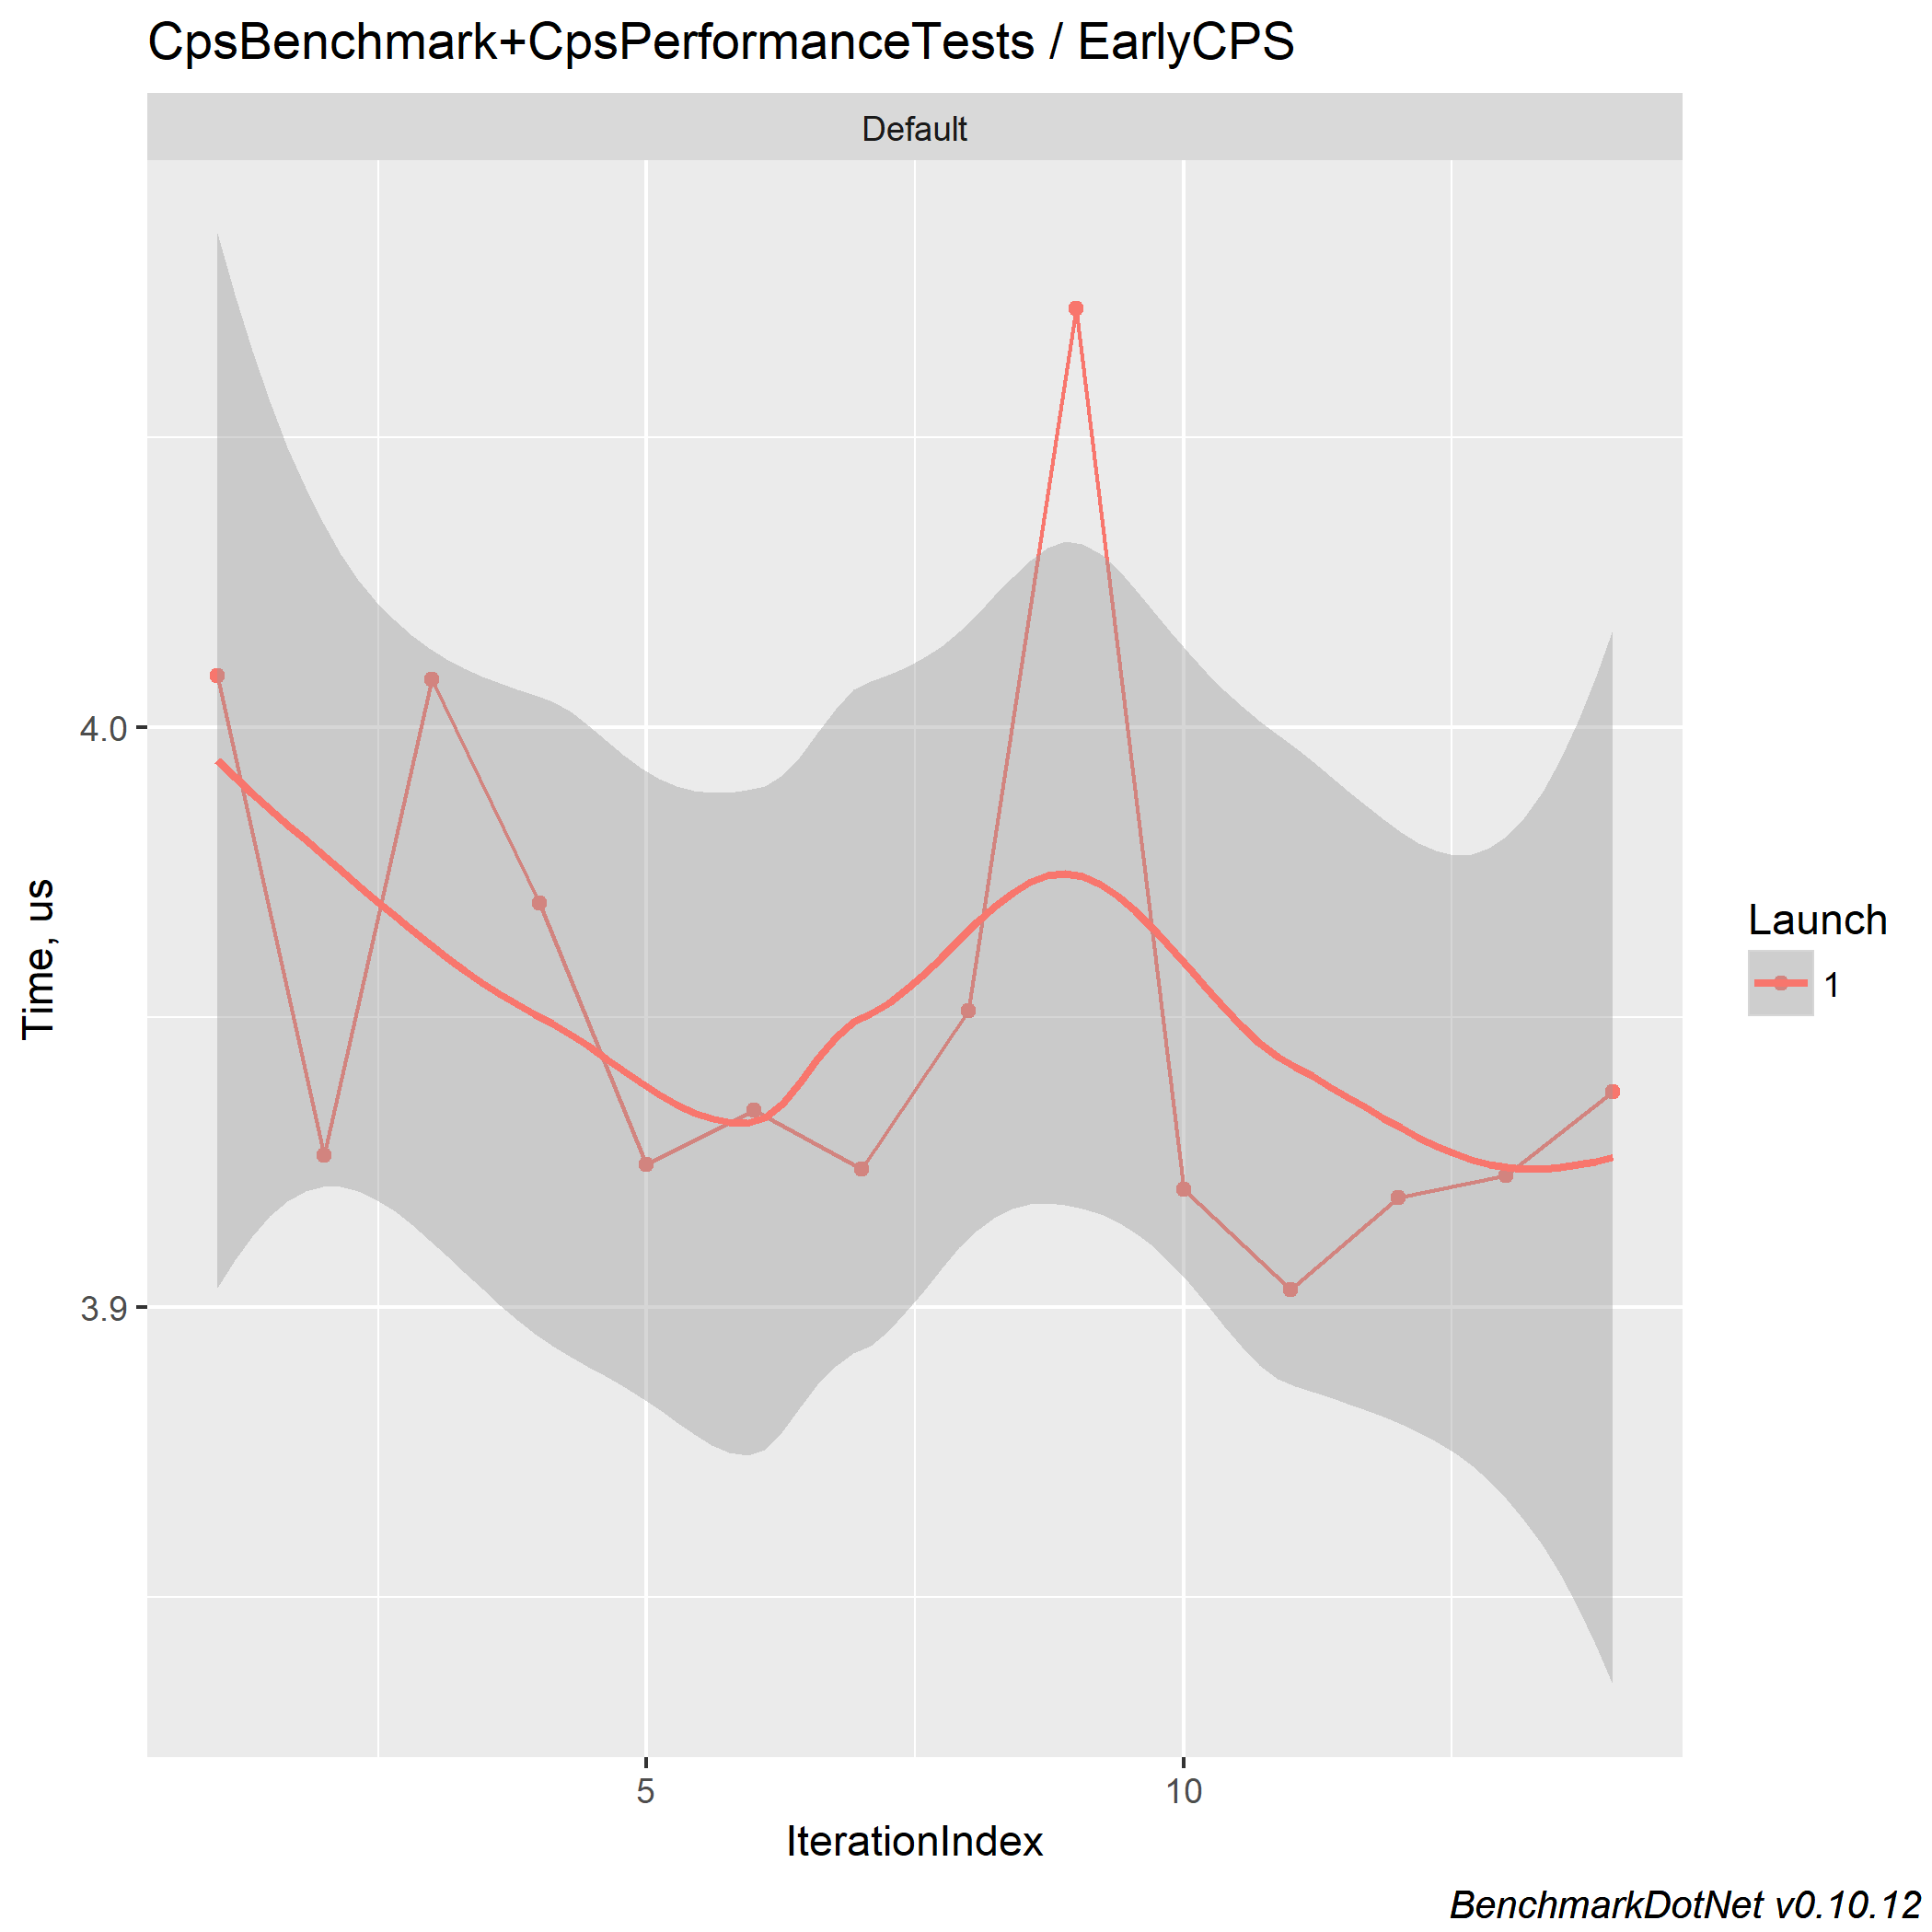 CpsBenchmark+CpsPerformanceTests / EarlyCPS
Default
4.0
3.9
Time, us
5
10
IterationIndex
Launch
1
BenchmarkDotNet v0.10.12